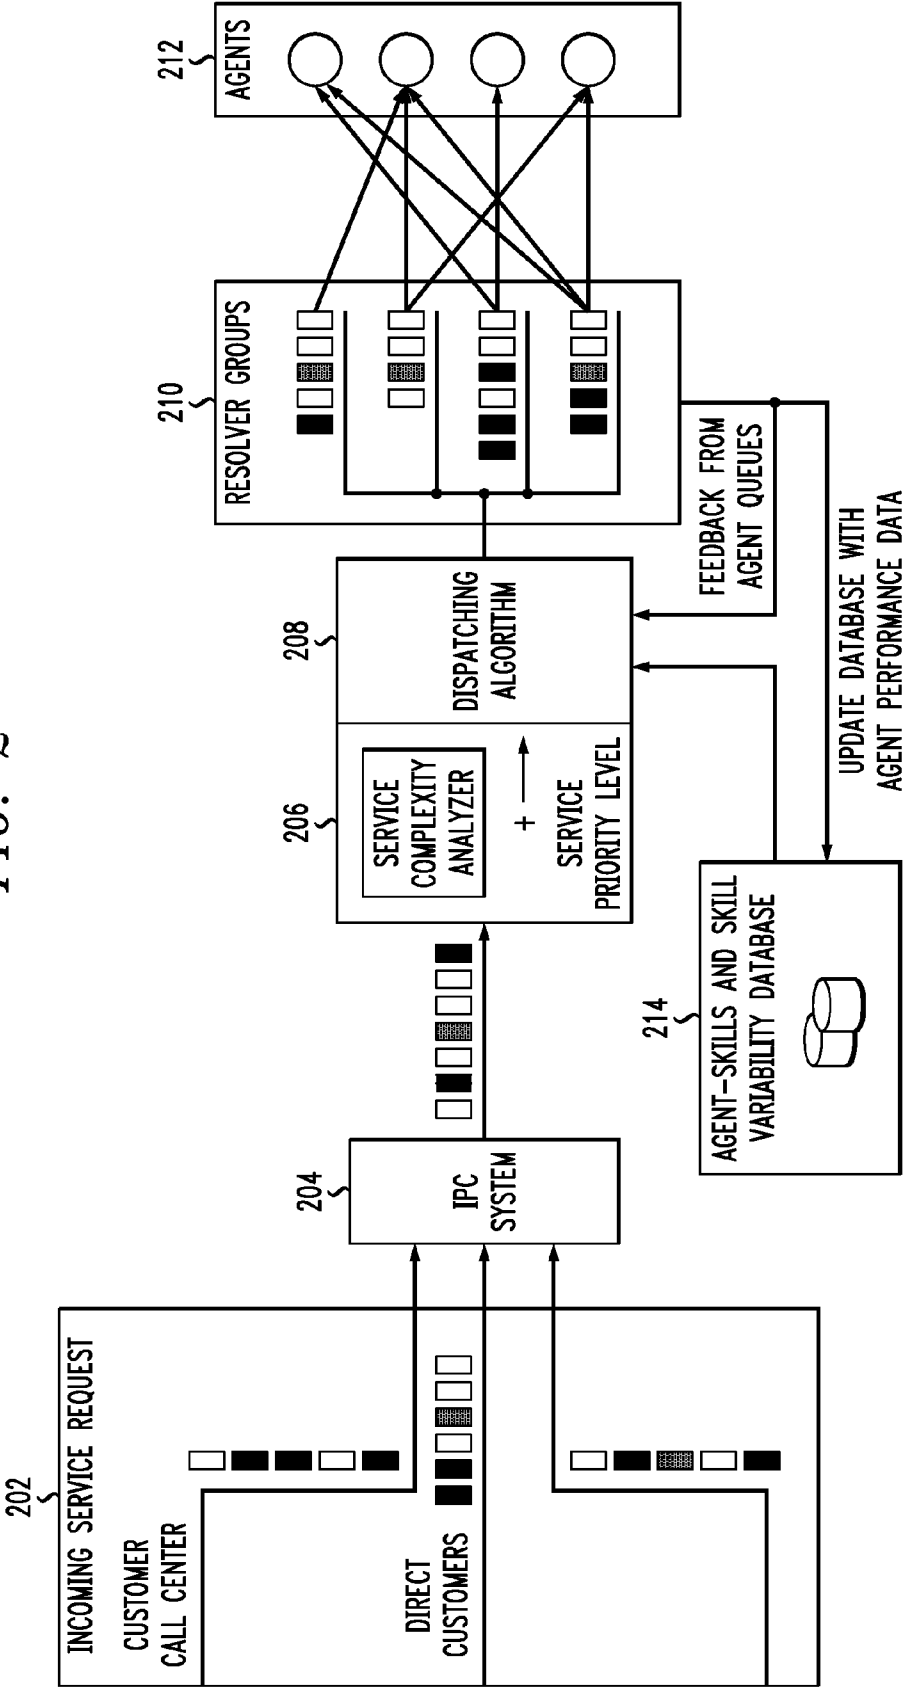 FIG. 2
202
INCOMING SERVICE REQUEST
CUSTOMER
CALL CENTER
DIRECT
CUSTOMERS
204
IPC
SYSTEM
206
SERVICE
COMPLEXITY
ANALYZER
+
SERVICE
PRIORITY LEVEL
208
DISPATCHING
ALGORITHM
210
RESOLVER GROUPS
212
AGENTS
FEEDBACK FROM
AGENT QUEUES
UPDATE DATABASE WITH
AGENT PERFORMANCE DATA
214
AGENT-SKILLS AND SKILL
VARIABILITY DATABASE